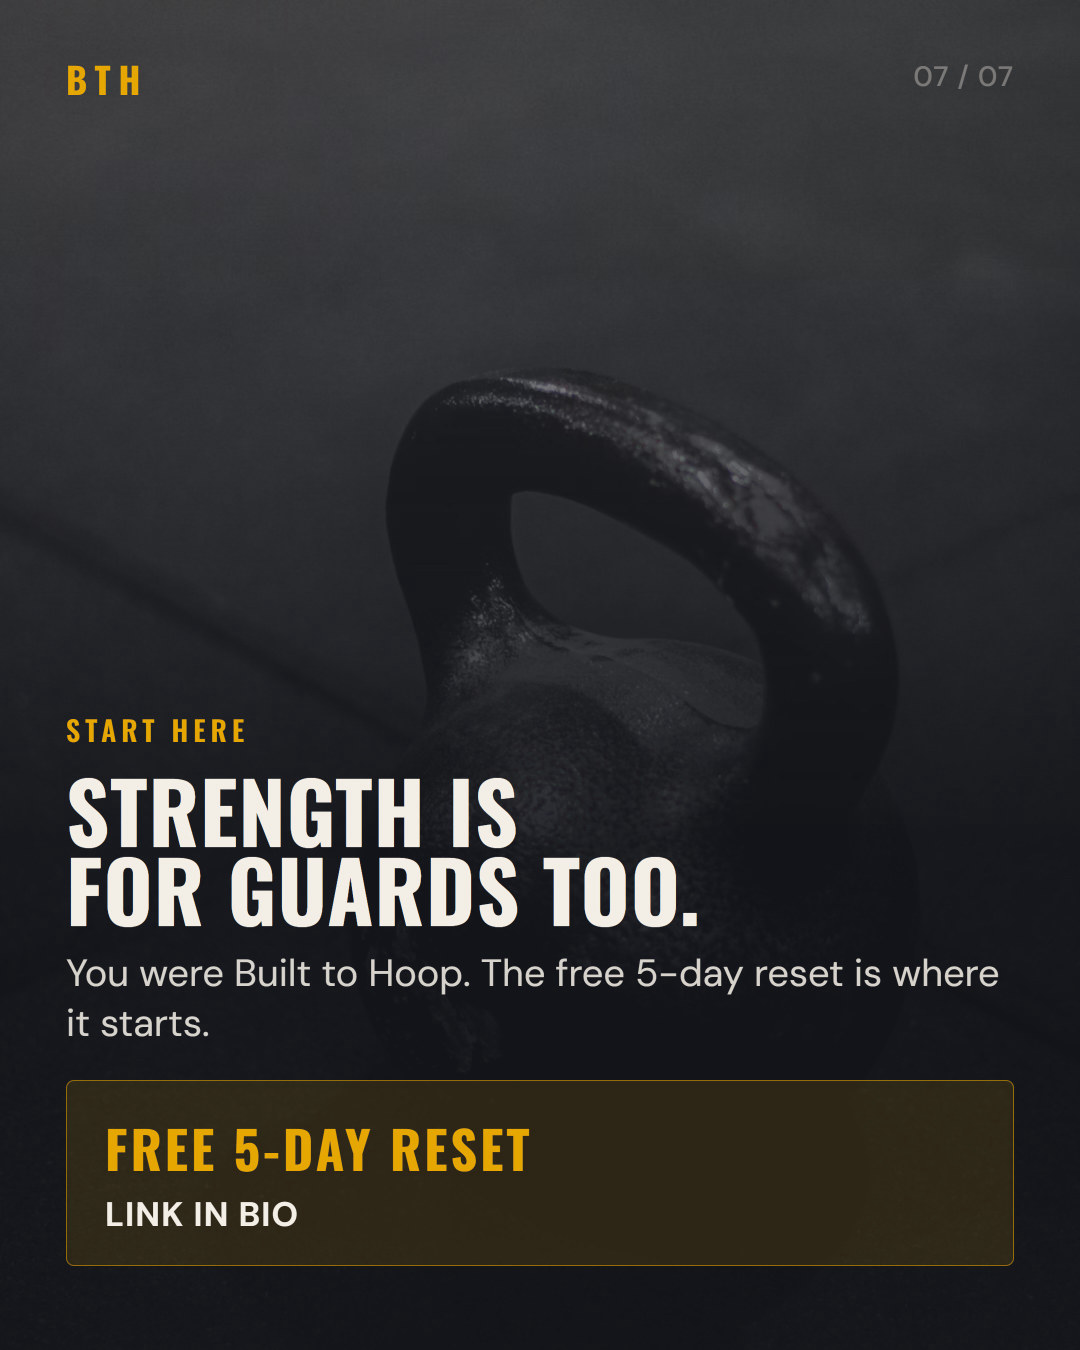 BTH
07 / 07
START HERE
STRENGTH IS
FOR GUARDS TOO.
You were Built to Hoop. The free 5-day reset is where
it starts.
FREE 5-DAY RESET
LINK IN BIO